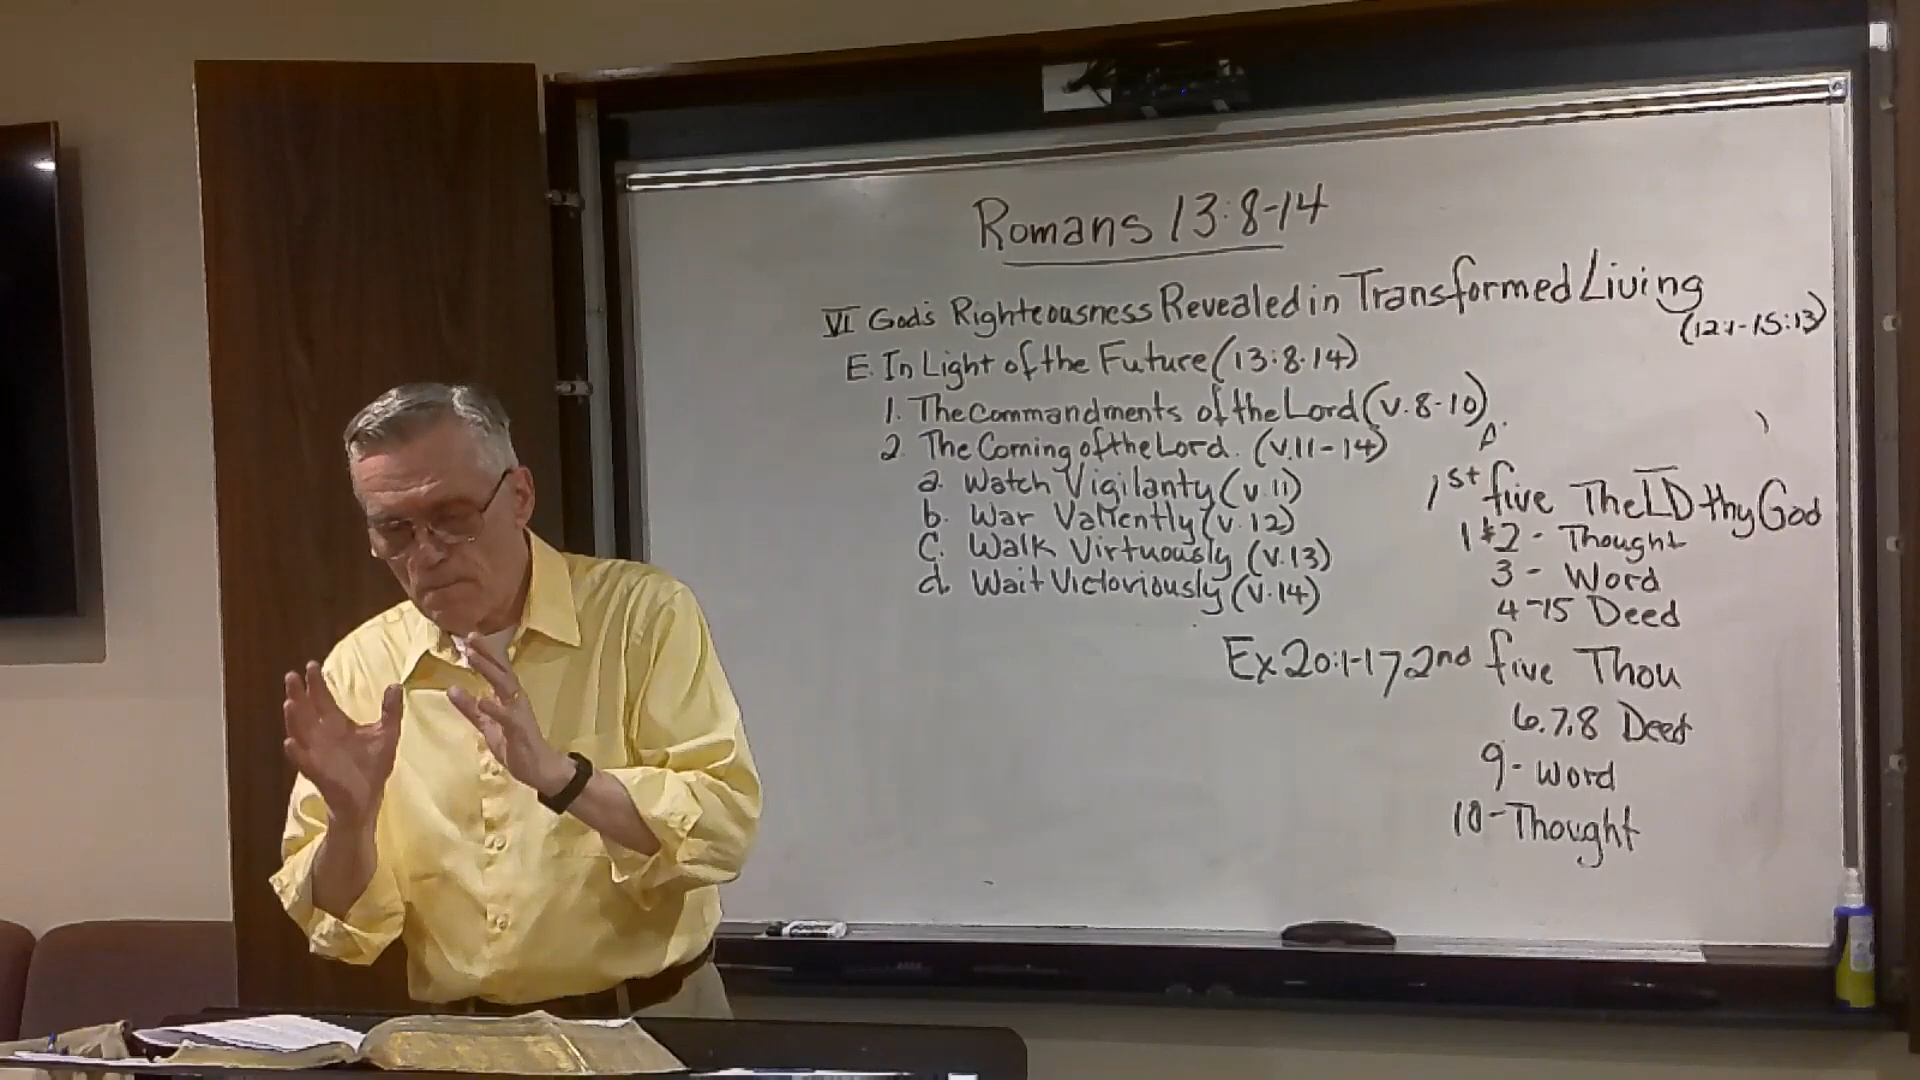 Romans 13:8-14
VI God's Righteousness Revealed in Transformed Living
(12:1-15:13)
E. In Light of the Future (13:8-14)
1. The Commandments of the Lord (v. 8-10)
2. The Coming of the Lord. (v.11-14)
a. Watch Vigilanty (v. 11)
b. War Valiently (v. 12)
C. Walk Virtuously (v.13)
d. Wait Victoriously (v.14)
1st five The LD thy God
1 & 2 - Thought
3 - Word
4-15 Deed
Ex 20:1-17 2nd five Thou
6.7.8 Deed
9 - Word
10 - Thought